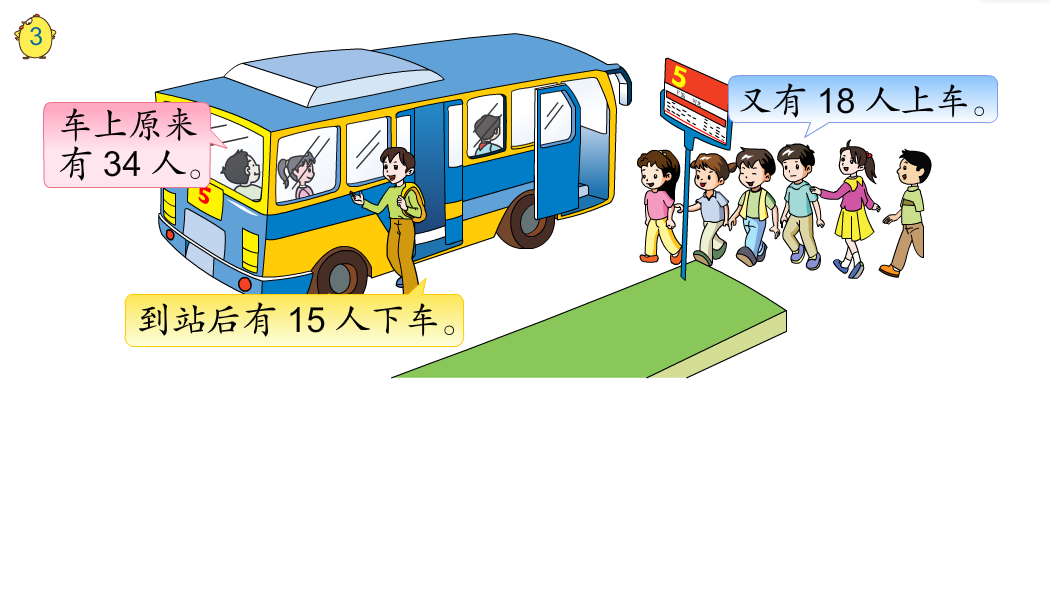 3
车上原来
有 34 人。
5
到站后有 15 人下车。
5
又有 18 人上车。